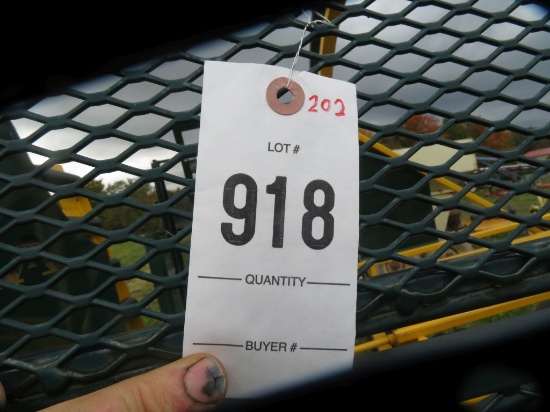 202
LOT #
918
QUANTITY
BUYER #